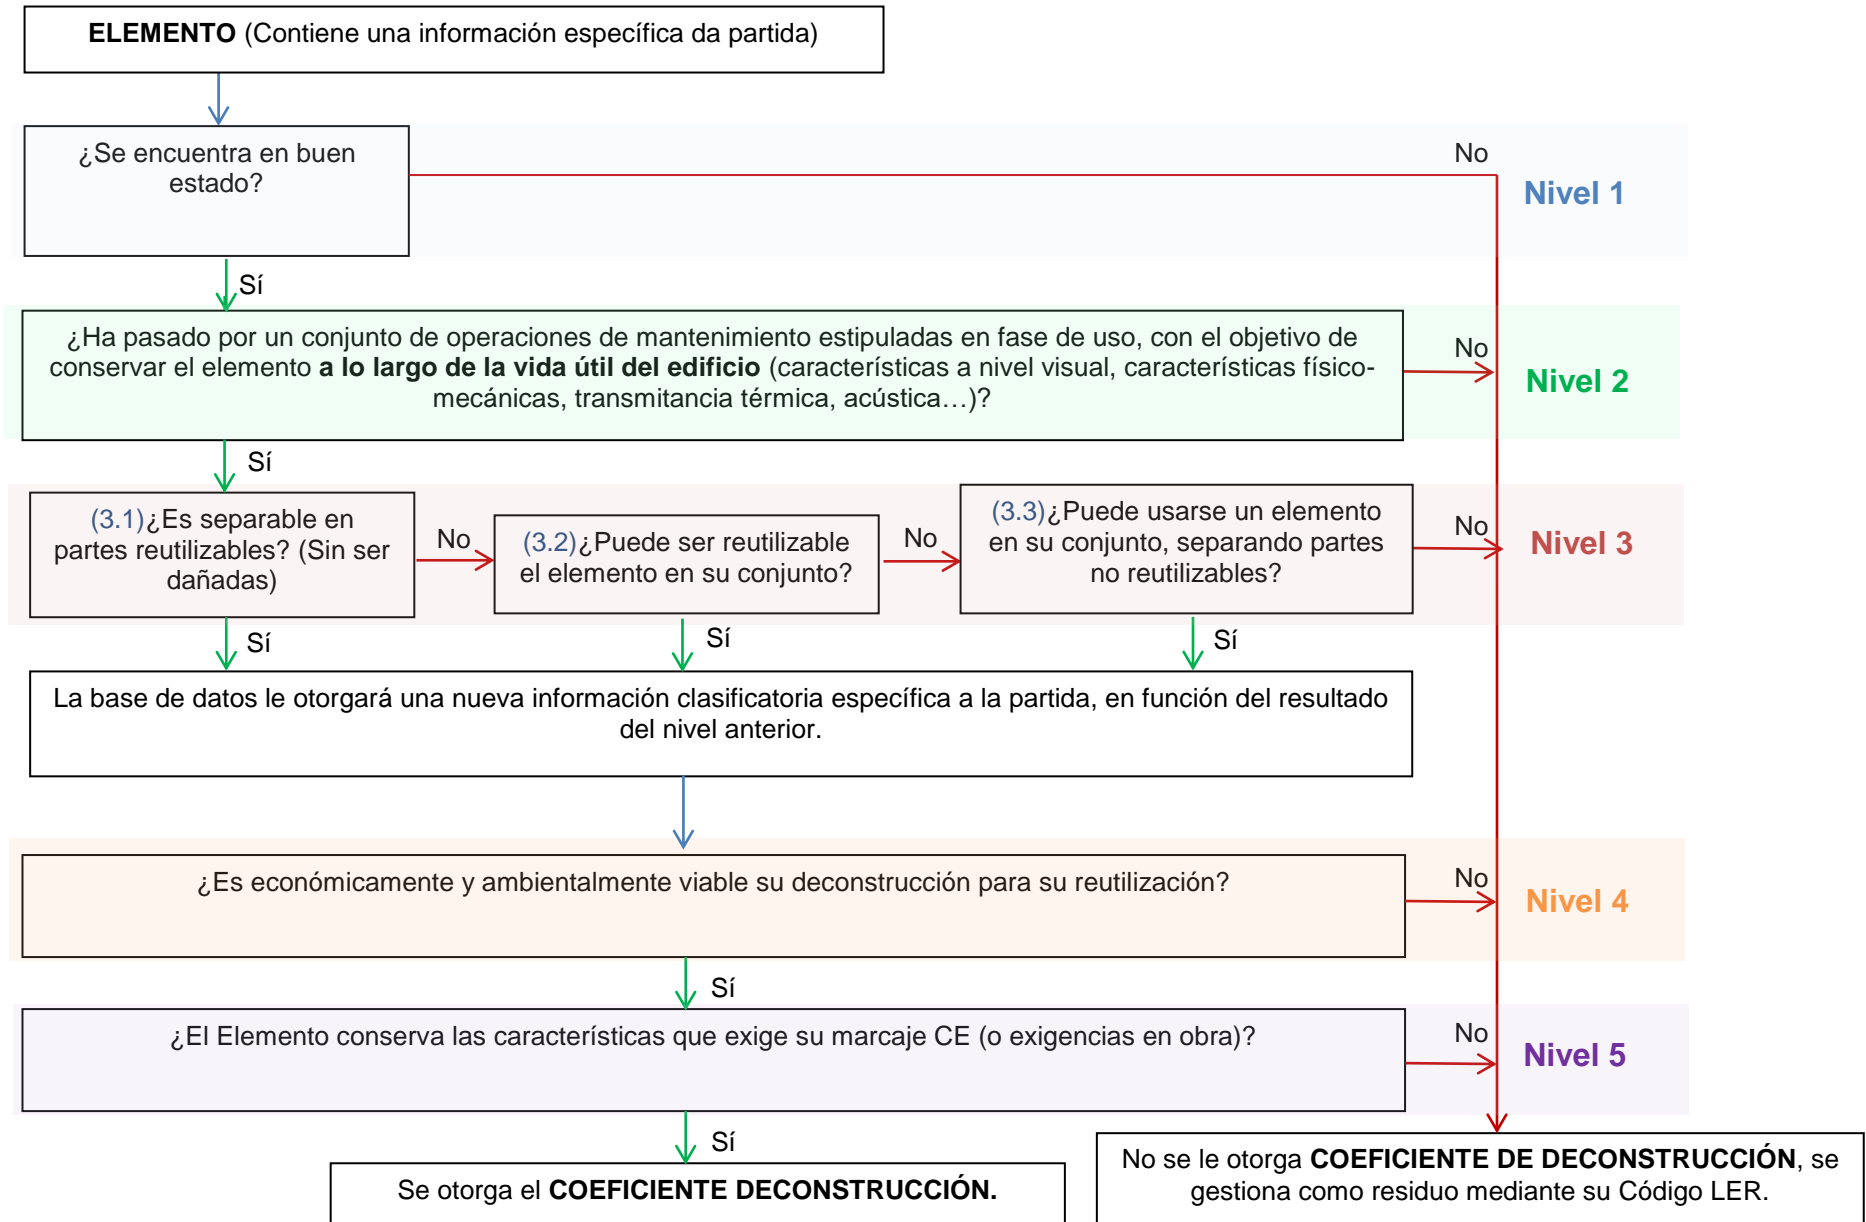 ELEMENTO (Contiene una información específica da partida)
¿Se encuentra en buen
estado?
No
Nivel 1
Sí
¿Ha pasado por un conjunto de operaciones de mantenimiento estipuladas en fase de uso, con el objetivo de
conservar el elemento a lo largo de la vida útil del edificio (características a nivel visual, características físico-
mecánicas, transmitancia térmica, acústica…)?
No
Nivel 2
Sí
(3.1)¿Es separable en
partes reutilizables? (Sin ser
dañadas)
No
(3.2)¿Puede ser reutilizable
el elemento en su conjunto?
No
(3.3)¿Puede usarse un elemento
en su conjunto, separando partes
no reutilizables?
No
Nivel 3
Sí
Sí
Sí
La base de datos le otorgará una nueva información clasificatoria específica a la partida, en función del resultado
del nivel anterior.
¿Es económicamente y ambientalmente viable su deconstrucción para su reutilización?
No
Nivel 4
Sí
¿El Elemento conserva las características que exige su marcaje CE (o exigencias en obra)?
No
Nivel 5
Sí
Se otorga el COEFICIENTE DECONSTRUCCIÓN.
No se le otorga COEFICIENTE DE DECONSTRUCCIÓN, se
gestiona como residuo mediante su Código LER.